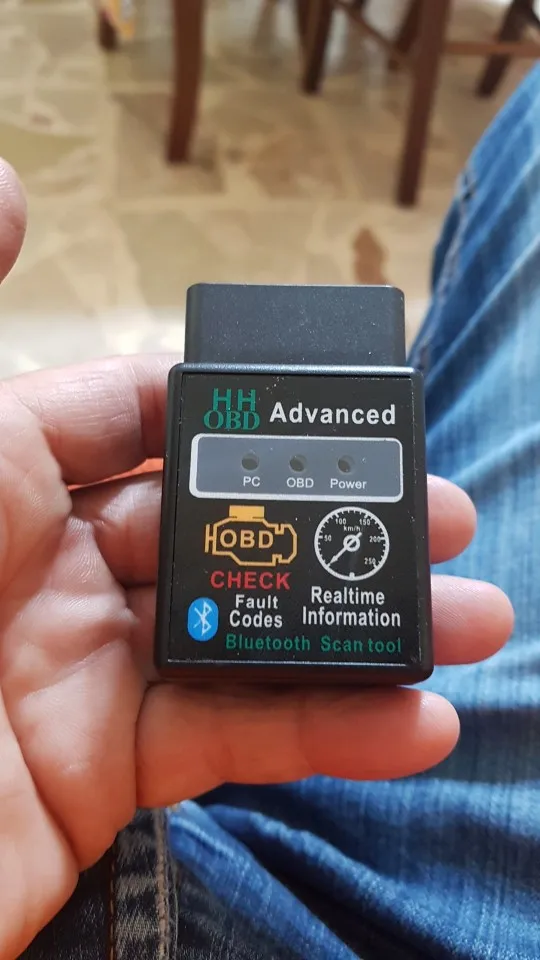 HH
OBD Advanced
PC OBD Power
OBD
50 100 150 200 250
km/h
CHECK
Fault
Codes
Realtime
Information
Bluetooth Scan tool